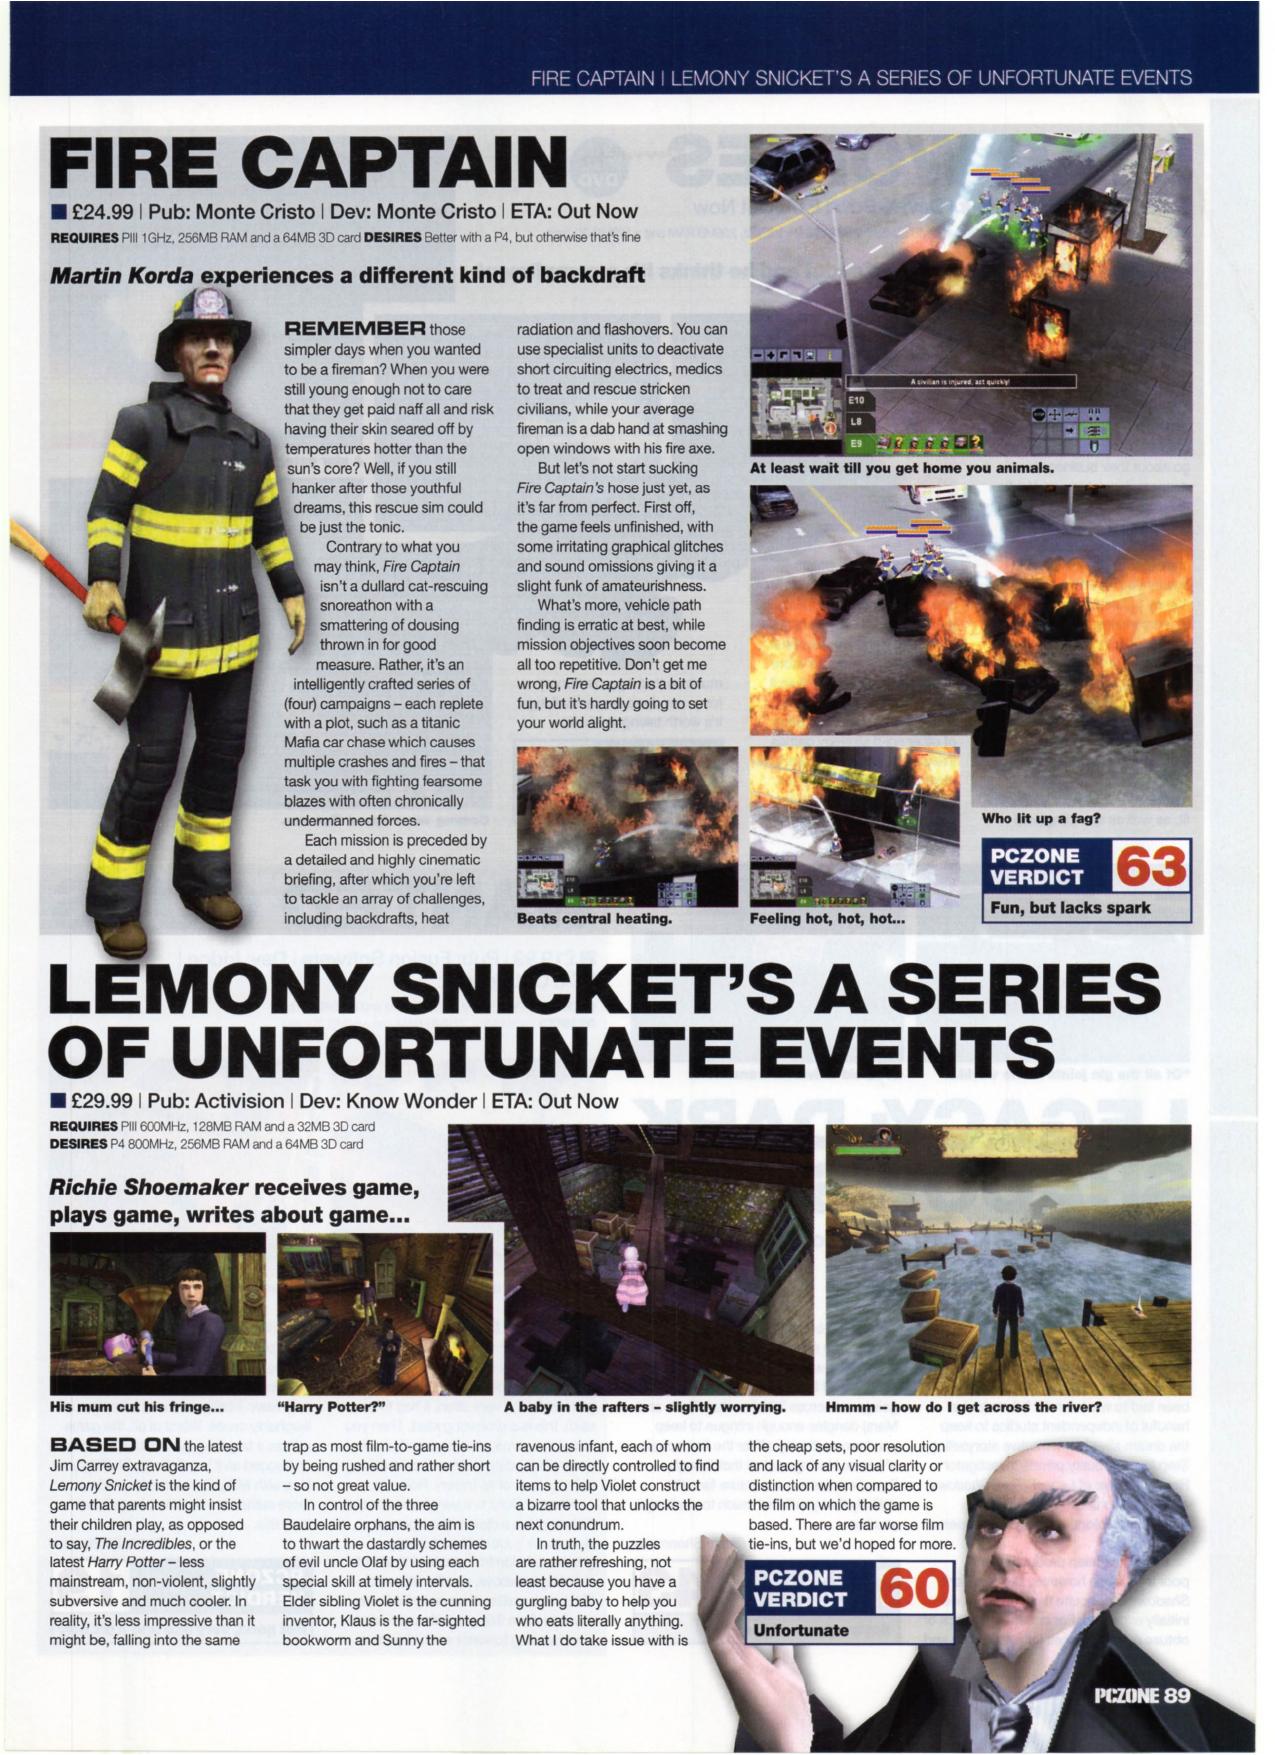 FIRE CAPTAIN | LEMONY SNICKET'S A SERIES OF UNFORTUNATE EVENTS
FIRE CAPTAIN
£24.99 | Pub: Monte Cristo | Dev: Monte Cristo | ETA: Out Now
REQUIRES PIII 1GHz, 256MB RAM and a 64MB 3D card DESIRES Better with a P4, but otherwise that's fine
Martin Korda experiences a different kind of backdraft
REMEMBER those
simpler days when you wanted
to be a fireman? When you were
still young enough not to care
that they get paid naff all and risk
having their skin seared off by
temperatures hotter than the
sun's core? Well, if you still
hanker after those youthful
dreams, this rescue sim could
be just the tonic.
Contrary to what you
may think, Fire Captain
isn't a dullard cat-rescuing
snoreathon with a
smattering of dousing
thrown in for good
measure. Rather, it's an
intelligently crafted series of
(four) campaigns – each replete
with a plot, such as a titanic
Mafia car chase which causes
multiple crashes and fires – that
task you with fighting fearsome
blazes with often chronically
undermanned forces.
Each mission is preceded by
a detailed and highly cinematic
briefing, after which you're left
to tackle an array of challenges,
including backdrafts, heat
radiation and flashovers. You can
use specialist units to deactivate
short circuiting electrics, medics
to treat and rescue stricken
civilians, while your average
fireman is a dab hand at smashing
open windows with his fire axe.
But let's not start sucking
Fire Captain's hose just yet, as
it's far from perfect. First off,
the game feels unfinished, with
some irritating graphical glitches
and sound omissions giving it a
slight funk of amateurishness.
What's more, vehicle path
finding is erratic at best, while
mission objectives soon become
all too repetitive. Don't get me
wrong, Fire Captain is a bit of
fun, but it's hardly going to set
your world alight.
A civilian is injured, act quickly!
E10
L8
E9
At least wait till you get home you animals.
Who lit up a fag?
Beats central heating.
Feeling hot, hot, hot...
PCZONE
VERDICT
63
Fun, but lacks spark
LEMONY SNICKET'S A SERIES
OF UNFORTUNATE EVENTS
£29.99 | Pub: Activision | Dev: Know Wonder | ETA: Out Now
REQUIRES PIII 600MHz, 128MB RAM and a 32MB 3D card
DESIRES P4 800MHz, 256MB RAM and a 64MB 3D card
Richie Shoemaker receives game,
plays game, writes about game...
His mum cut his fringe...
"Harry Potter?"
A baby in the rafters – slightly worrying.
Hmmm – how do I get across the river?
BASED ON the latest
Jim Carrey extravaganza,
Lemony Snicket is the kind of
game that parents might insist
their children play, as opposed
to say, The Incredibles, or the
latest Harry Potter – less
mainstream, non-violent, slightly
subversive and much cooler. In
reality, it's less impressive than it
might be, falling into the same
trap as most film-to-game tie-ins
by being rushed and rather short
– so not great value.
In control of the three
Baudelaire orphans, the aim is
to thwart the dastardly schemes
of evil uncle Olaf by using each
special skill at timely intervals.
Elder sibling Violet is the cunning
inventor, Klaus is the far-sighted
bookworm and Sunny the
ravenous infant, each of whom
can be directly controlled to find
items to help Violet construct
a bizarre tool that unlocks the
next conundrum.
In truth, the puzzles
are rather refreshing, not
least because you have a
gurgling baby to help you
who eats literally anything.
What I do take issue with is
the cheap sets, poor resolution
and lack of any visual clarity or
distinction when compared to
the film on which the game is
based. There are far worse film
tie-ins, but we'd hoped for more.
PCZONE
VERDICT
60
Unfortunate
PCZONE 89